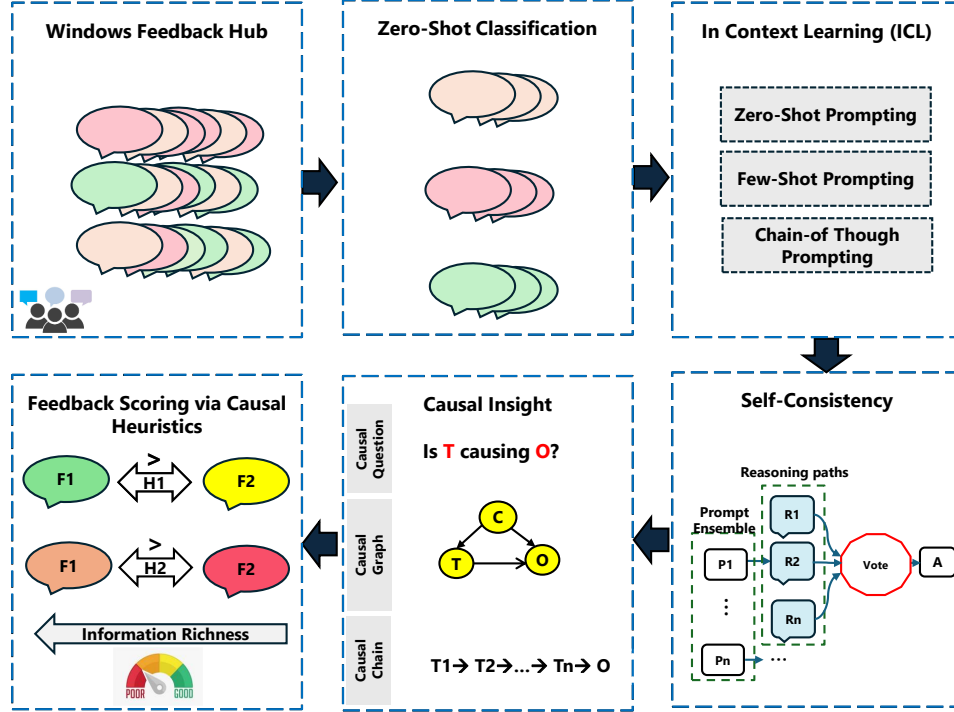 Windows Feedback Hub
Zero-Shot Classification
In Context Learning (ICL)
Zero-Shot Prompting
Few-Shot Prompting
Chain-of Though
Prompting
Feedback Scoring via Causal
Heuristics
F1
>
H1
F2
F1
>
H2
F2
Information Richness
POOR
GOOD
Causal Insight
Causal
Question
Is T causing O?
Causal
Graph
C
T
O
Causal
Chain
T1→ T2→...→ Tn→ O
Self-Consistency
Reasoning paths
Prompt
Ensemble
P1
⋮
Pn
R1
R2
Rn
...
Vote
A